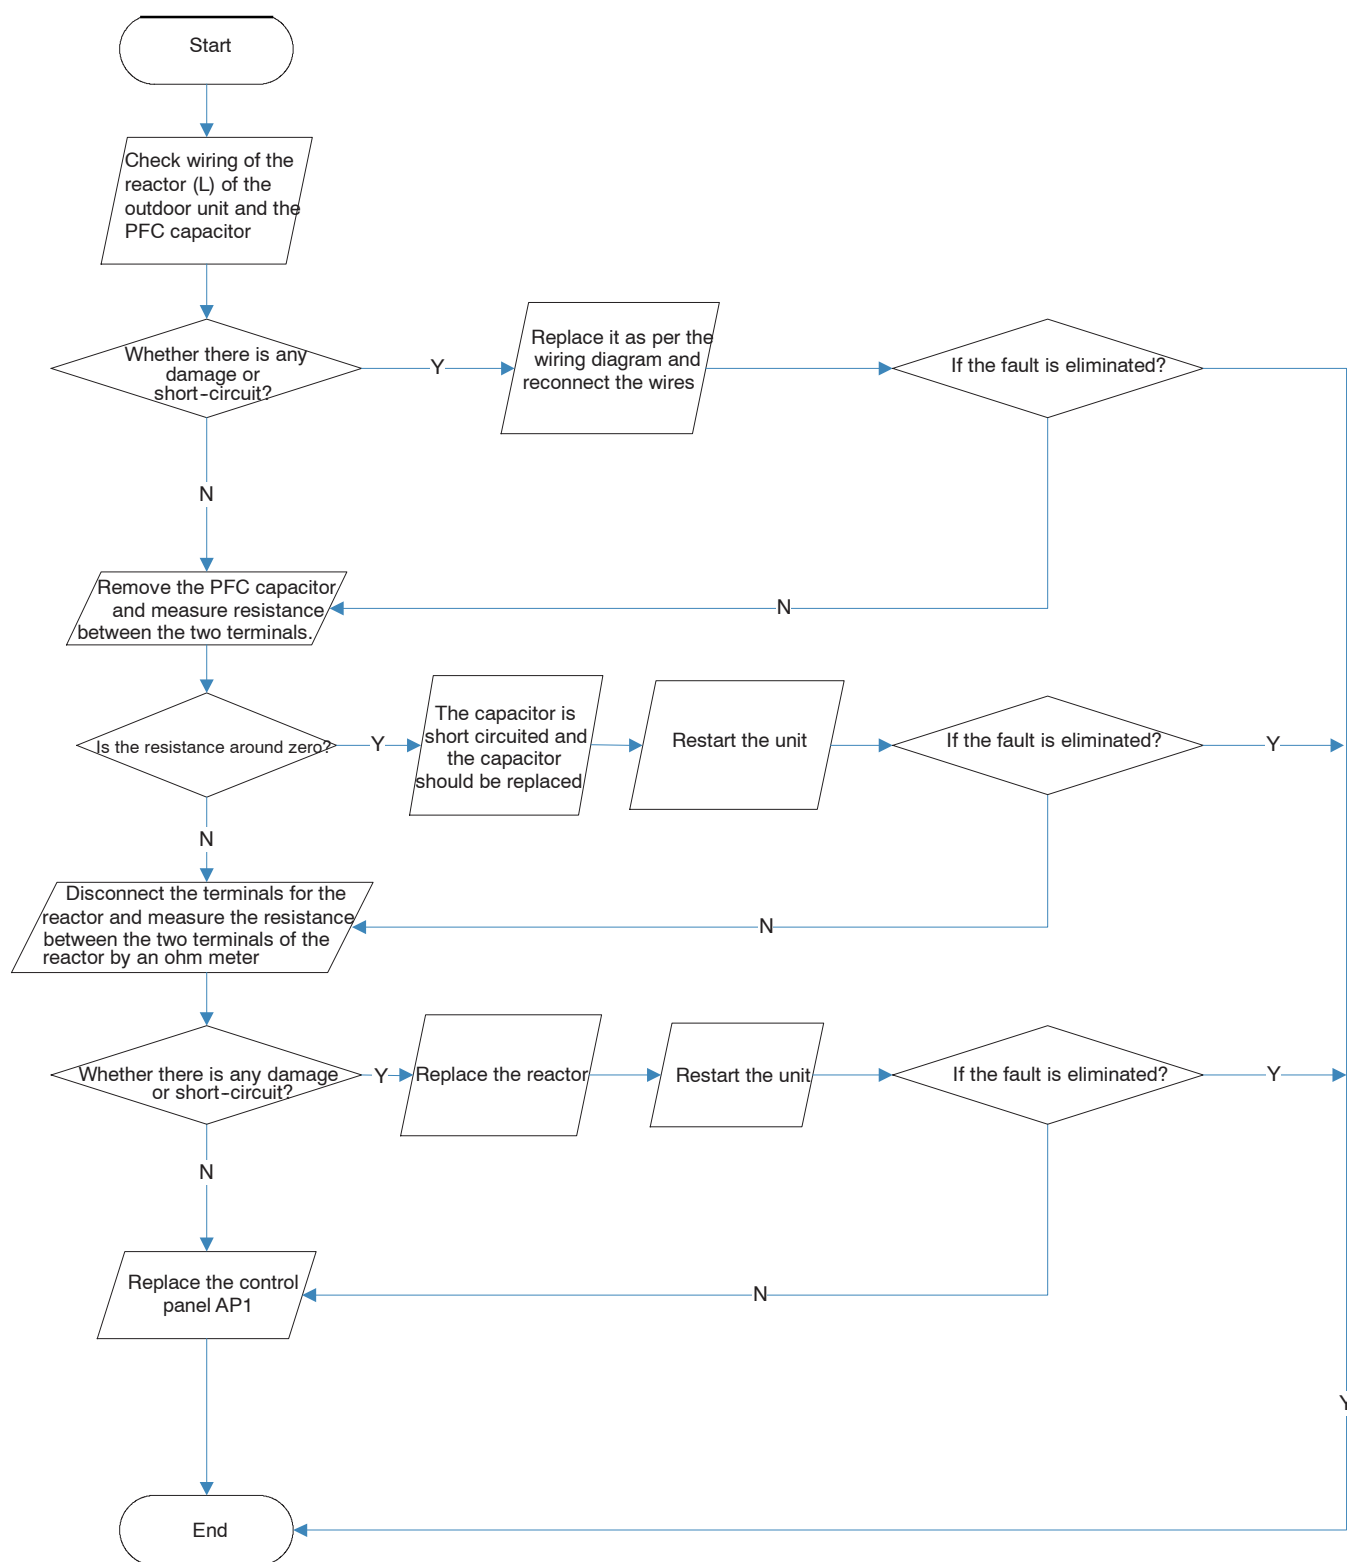 Start
Check wiring of the
reactor (L) of the
outdoor unit and the
PFC capacitor
Whether there is any
damage or
short-circuit?
Y
Replace it as per the
wiring diagram and
reconnect the wires
If the fault is eliminated?
N
Remove the PFC capacitor
and measure resistance
between the two terminals.
N
Is the resistance around zero?
Y
The capacitor is
short circuited and
the capacitor
should be replaced
Restart the unit
If the fault is eliminated?
Y
N
Disconnect the terminals for the
reactor and measure the resistance
between the two terminals of the
reactor by an ohm meter
N
Whether there is any damage
or short-circuit?
Y
Replace the reactor
Restart the unit
If the fault is eliminated?
Y
N
Replace the control
panel AP1
N
Y
End